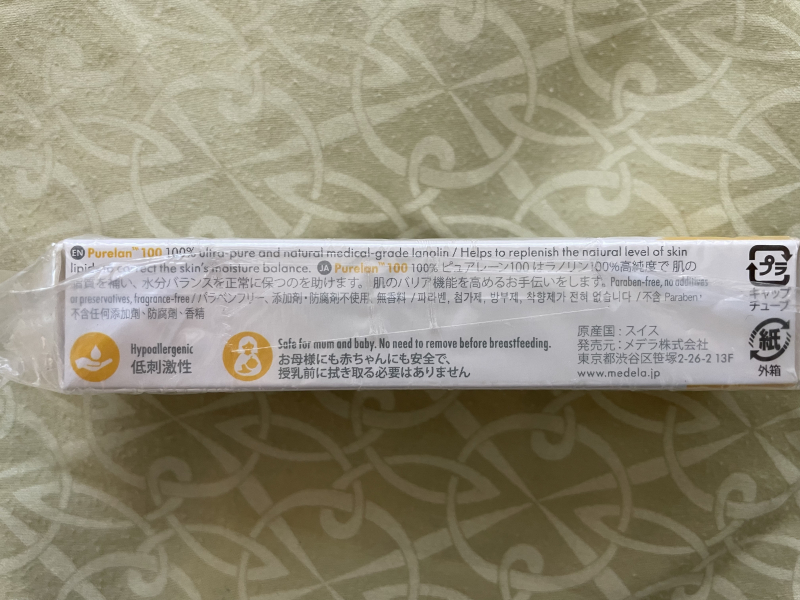 EN Purelan™ 100 100% ultra-pure and natural medical-grade lanolin / Helps to replenish the natural level of skin
lipids to correct the skin's moisture balance. JA Purelan™ 100 100% ピュアレーン100 はラノリン100%高純度で 肌の
脂質を補い、水分バランスを正常に保つのを助けます。 肌のバリア機能を高めるお手伝いをします。Paraben-free, no additives
or preservatives, fragrance-free / パラベンフリー、添加剤・防腐剤不使用、無香料 / 파라벤, 첨가제, 방부제, 착향제가 전혀 없습니다 / 不含 Paraben、
不含任何添加劑、防腐劑、香精
Hypoallergenic
低刺激性
Safe for mum and baby. No need to remove before breastfeeding.
お母様にも赤ちゃんにも安全で、
授乳前に拭き取る必要はありません
原産国：スイス
発売元：メデラ株式会社
東京都渋谷区笹塚2-26-2 13F
www.medela.jp
プラ
キャップ
チューブ
紙
外箱